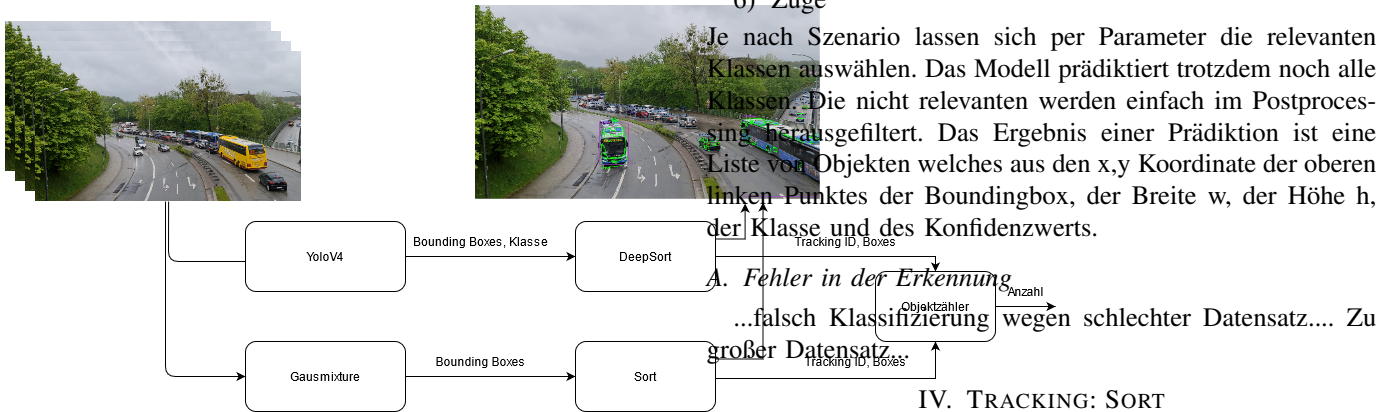 6) Züge
Je nach Szenario lassen sich per Parameter die relevanten
Klassen auswählen. Das Modell prädiktiert trotzdem noch alle
Klassen. Die nicht relevanten werden einfach im Postproces-
sing herausgefiltert. Das Ergebnis einer Prädiktion ist eine
Liste von Objekten welches aus den x,y Koordinate der oberen
linken Punktes der Boundingbox, der Breite w, der Höhe h,
der Klasse und des Konfidenzwerts.
A. Fehler in der Erkennung
...falsch Klassifizierung wegen schlechter Datensatz.... Zu
großer Datensatz...
IV. TRACKING: SORT
YoloV4
Bounding Boxes, Klasse
DeepSort
Tracking ID, Boxes
Objektzähler
Anzahl
Gausmixture
Bounding Boxes
Sort
Tracking ID, Boxes